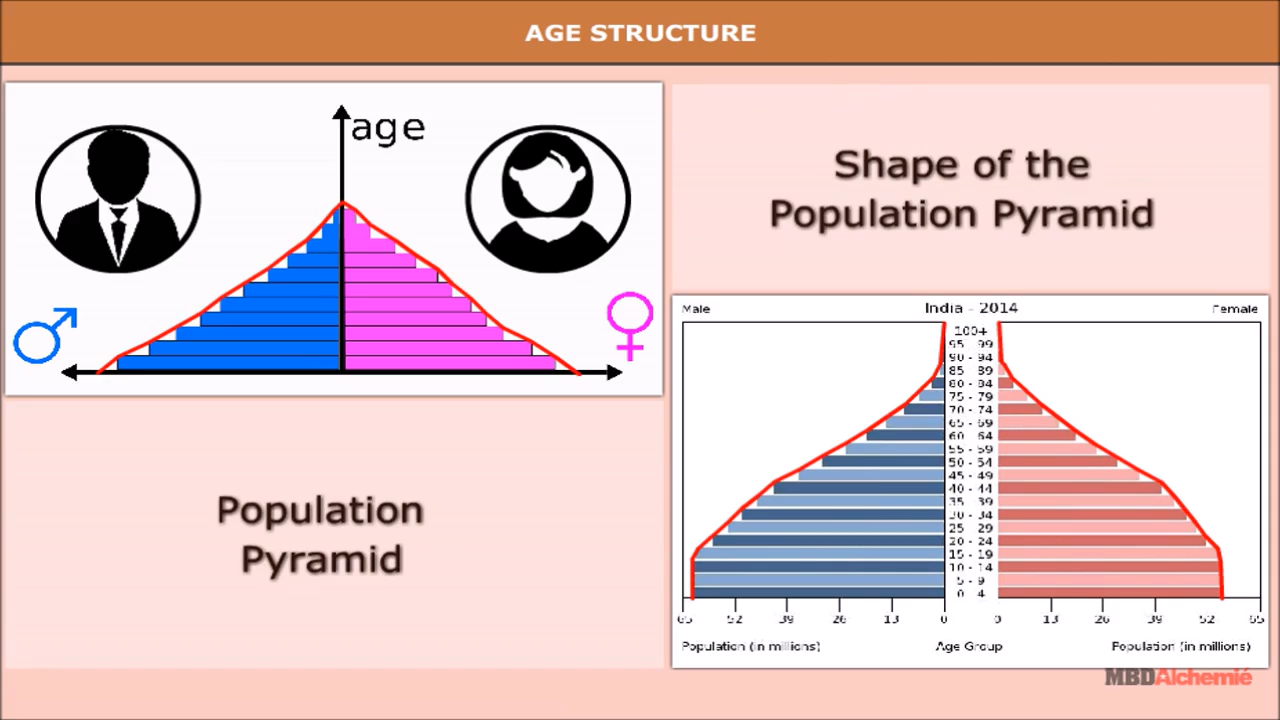 AGE STRUCTURE
age
Shape of the
Population Pyramid
Population
Pyramid
Male
India - 2014
Female
100+
95 - 99
90 - 94
85 - 89
80 - 84
75 - 79
70 - 74
65 - 69
60 - 64
55 - 59
50 - 54
45 - 49
40 - 44
35 - 39
30 - 34
25 - 29
20 - 24
15 - 19
10 - 14
5 - 9
0 - 4
65 52 39 26 13 0 0 13 26 39 52 65
Population (in millions) Age Group Population (in millions)
MBDAlchemié